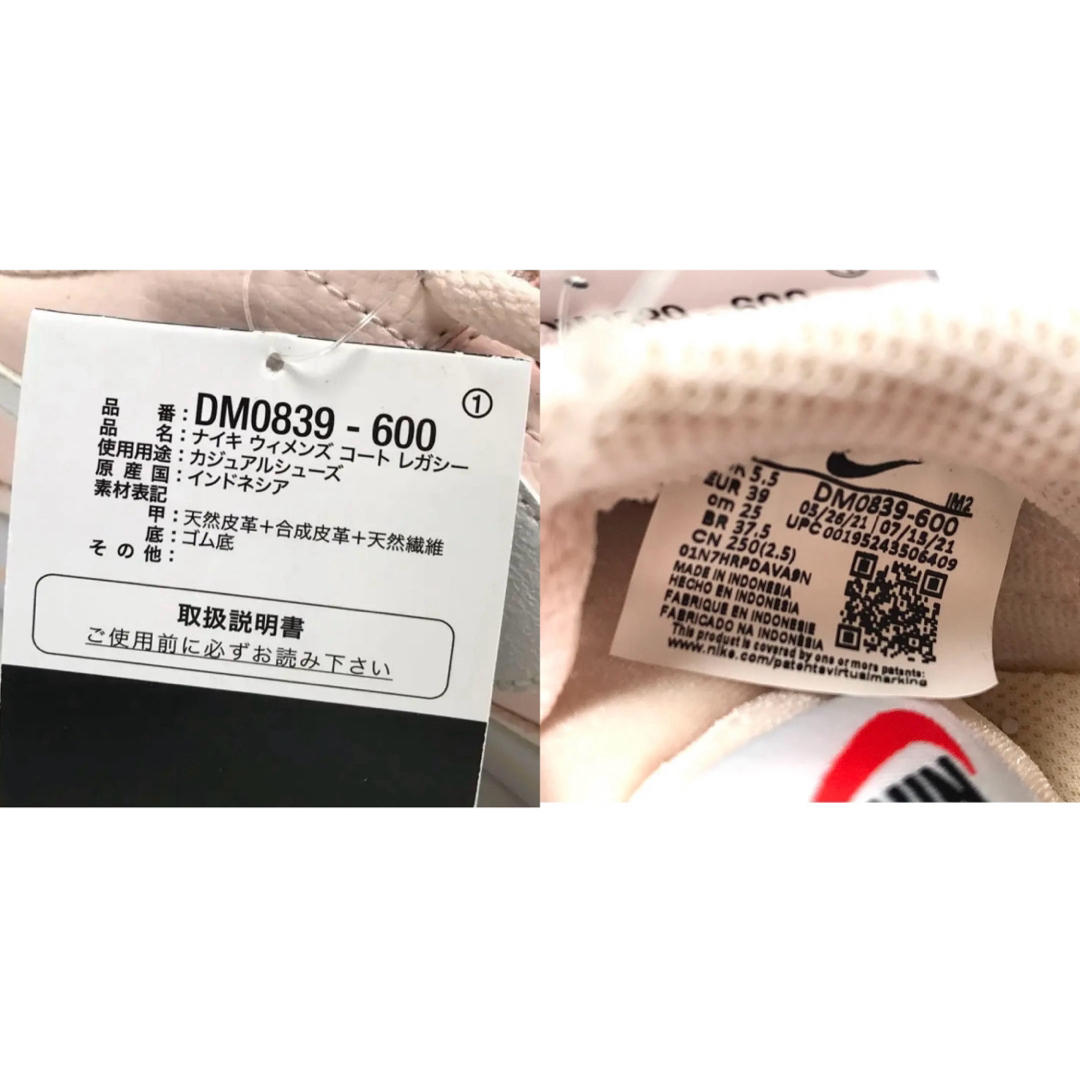 ①
品 番 : DM0839 - 600
品 名 : ナイキ ウィメンズ コート レガシー
使用用途 : カジュアルシューズ
原産国 : インドネシア
素材表記
甲 : 天然皮革＋合成皮革＋天然繊維
底 : ゴム底
その他 :
取扱説明書
ご使用前に必ずお読み下さい
600
5.5
EUR 39
cm 25
BR 37.5
CN 250(2.5)
01N7HRPDAVA9N
MADE IN INDONESIA
HECHO EN INDONESIA
FABRIQUE EN INDONESIA
FABRICADO NA INDONESIA
This product is covered by one or more patents:
www.nike.com/patentsvirtualmarking
IM2
DM0839-600
05/26/21 07/15/21
UPC 00195243506409